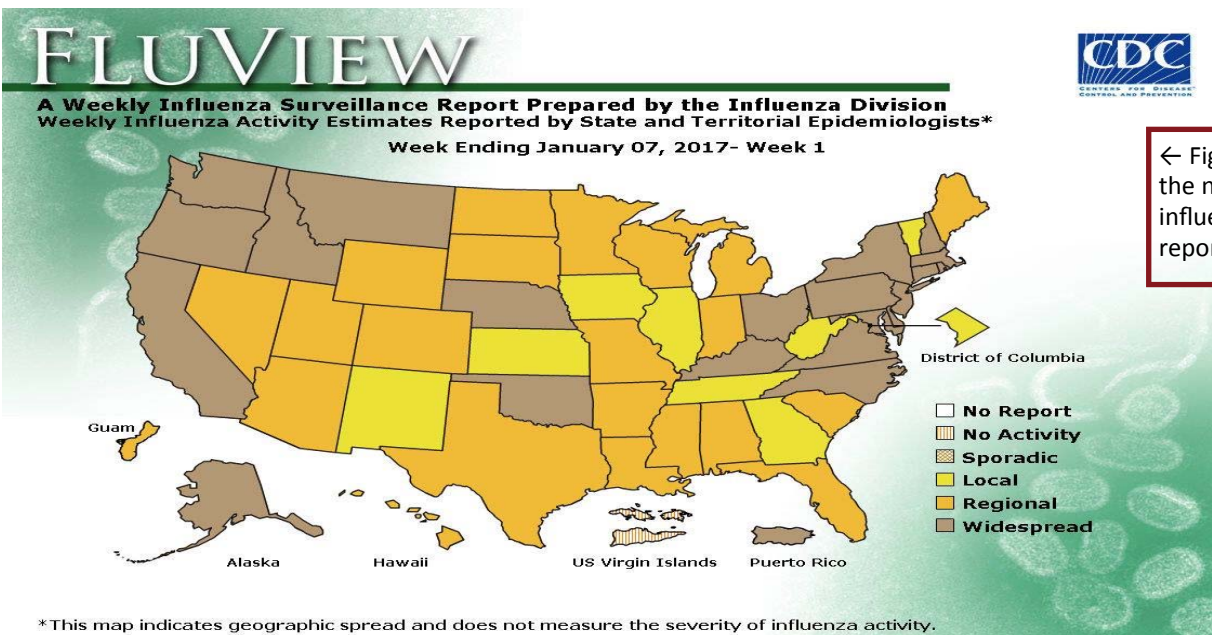 FLUVIEW
CDC
CENTERS FOR DISEASE
CONTROL AND PREVENTION
A Weekly Influenza Surveillance Report Prepared by the Influenza Division
Weekly Influenza Activity Estimates Reported by State and Territorial Epidemiologists*
Week Ending January 07, 2017- Week 1
← Fig
the
influe
repor
District of Columbia
Guam
No Report
No Activity
Sporadic
Local
Regional
Widespread
Alaska
Hawaii
US Virgin Islands
Puerto Rico
*This map indicates geographic spread and does not measure the severity of influenza activity.